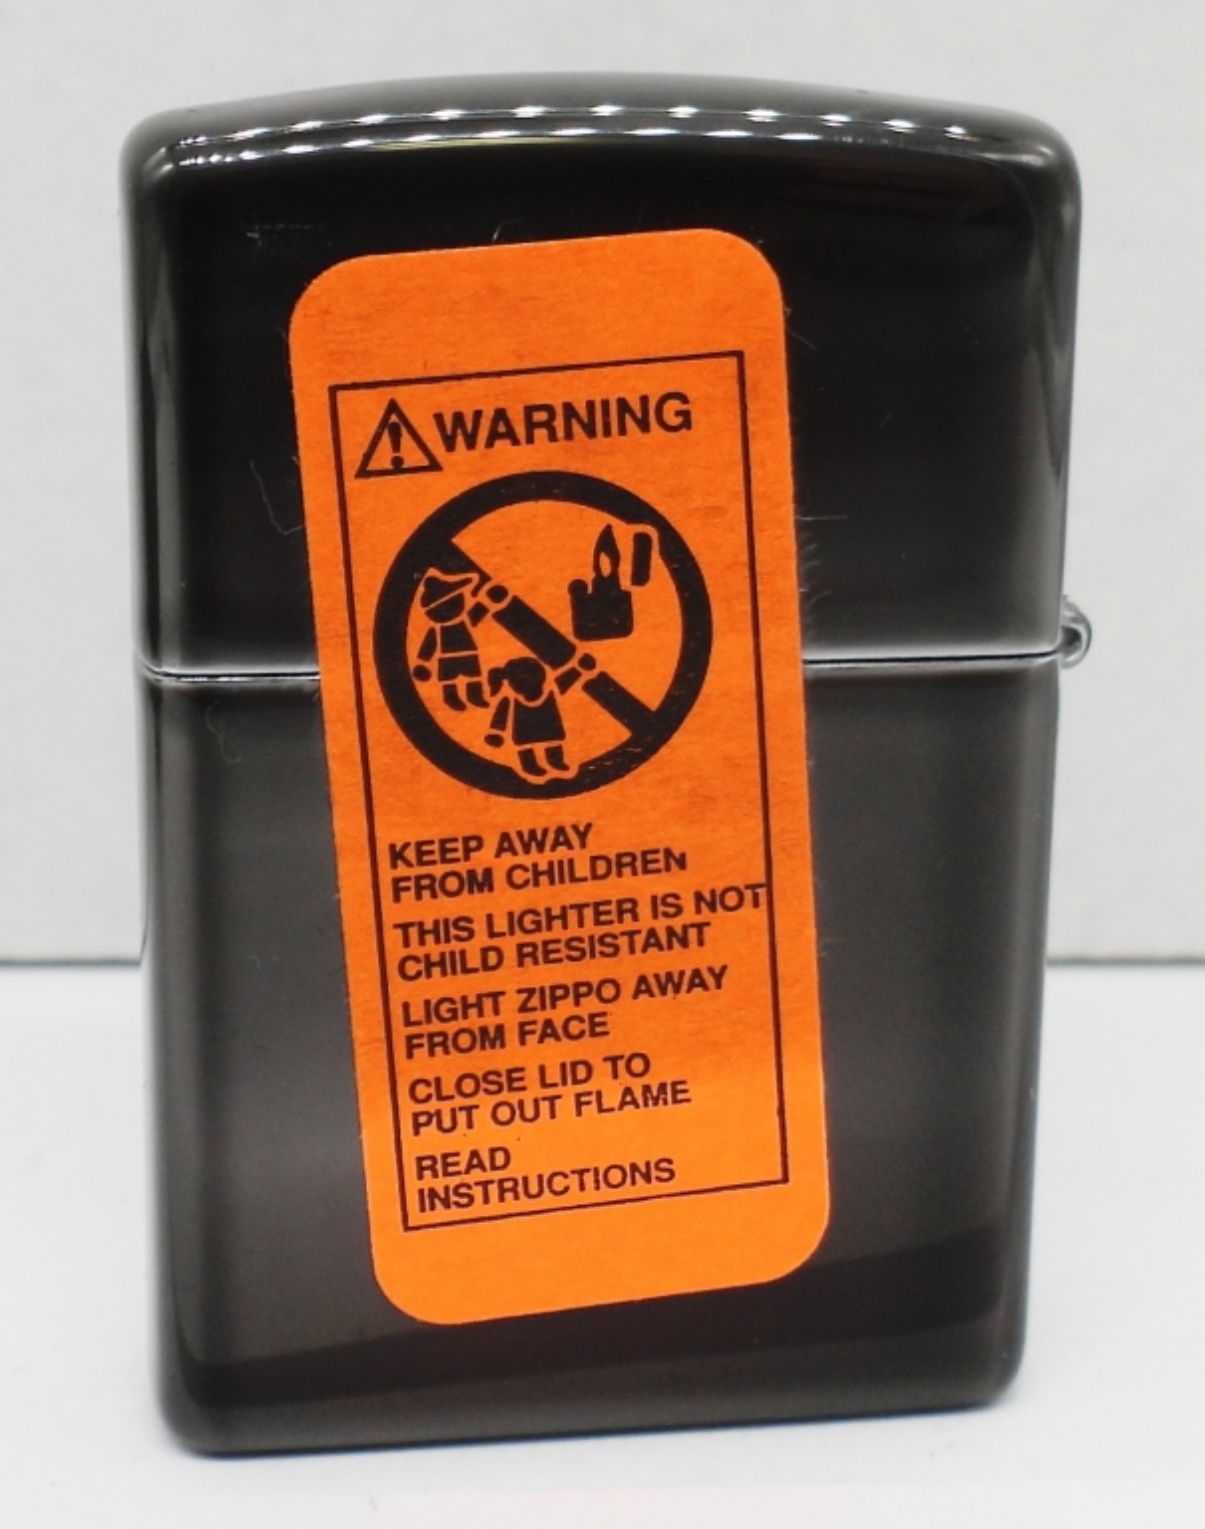 WARNING
KEEP AWAY
FROM CHILDREN
THIS LIGHTER IS NOT
CHILD RESISTANT
LIGHT ZIPPO AWAY
FROM FACE
CLOSE LID TO
PUT OUT FLAME
READ
INSTRUCTIONS